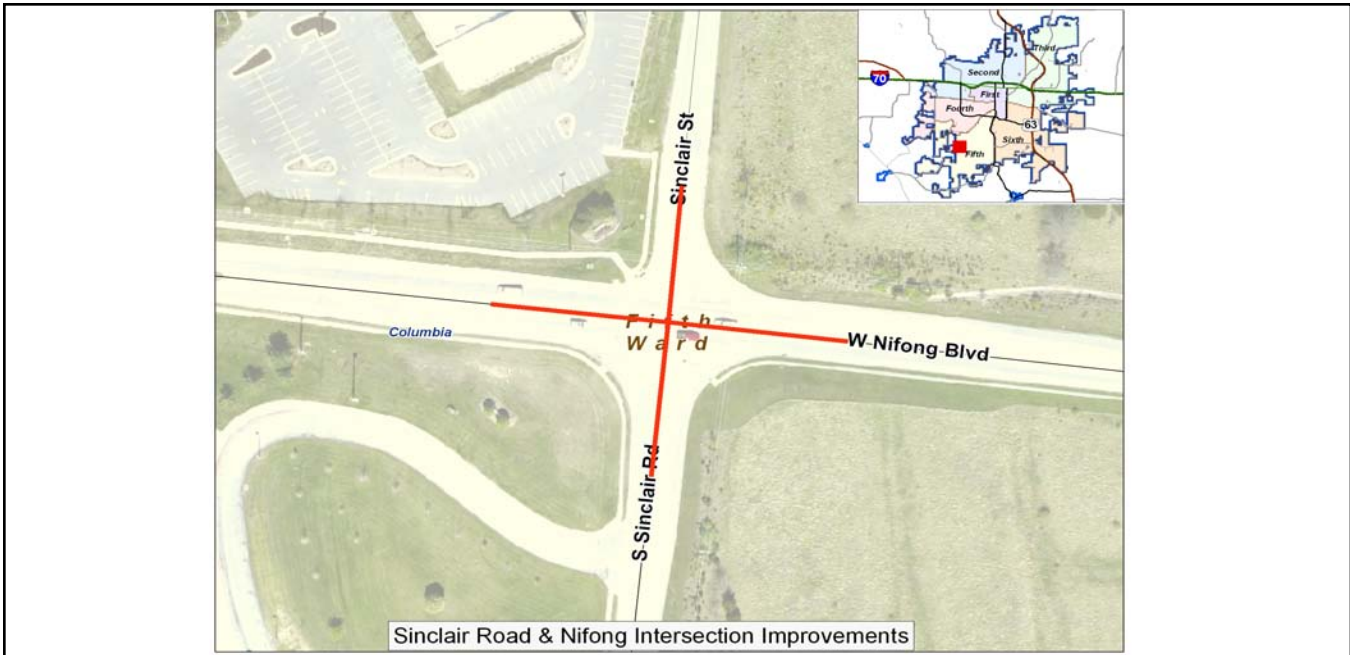 Sinclair St
70
Third
Second
First
Fourth
63
Sixth
Fifth
Fifth
Ward
Columbia
W Nifong Blvd
S Sinclair Rd
Sinclair Road & Nifong Intersection Improvements